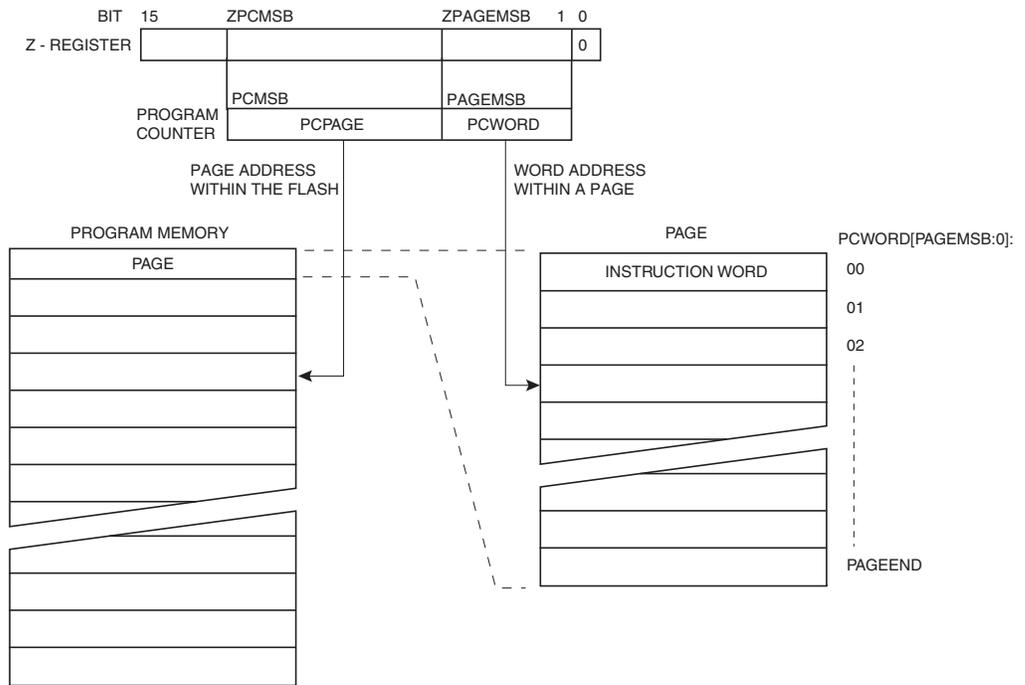 BIT 15 ZPCMSB ZPAGEMSB 1 0
Z - REGISTER 0
PCMSB PAGEMSB
PROGRAM
COUNTER
PCPAGE PCWORD
PAGE ADDRESS
WITHIN THE FLASH
WORD ADDRESS
WITHIN A PAGE
PROGRAM MEMORY
PAGE
PAGE
PCWORD[PAGEMSB:0]:
INSTRUCTION WORD 00
01
02
PAGEEND